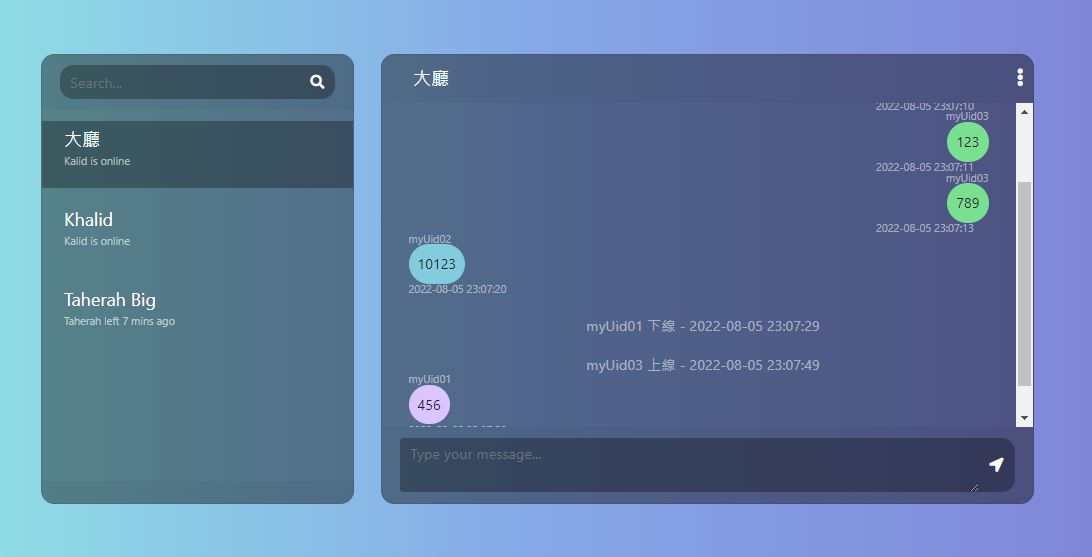 Search...
大廳
Kalid is online
Khalid
Kalid is online
Taherah Big
Taherah left 7 mins ago
大廳
2022-08-05 23:07:10
myUid03
123
2022-08-05 23:07:11
myUid03
789
2022-08-05 23:07:13
myUid02
10123
2022-08-05 23:07:20
myUid01 下線 - 2022-08-05 23:07:29
myUid03 上線 - 2022-08-05 23:07:49
myUid01
456
Type your message...